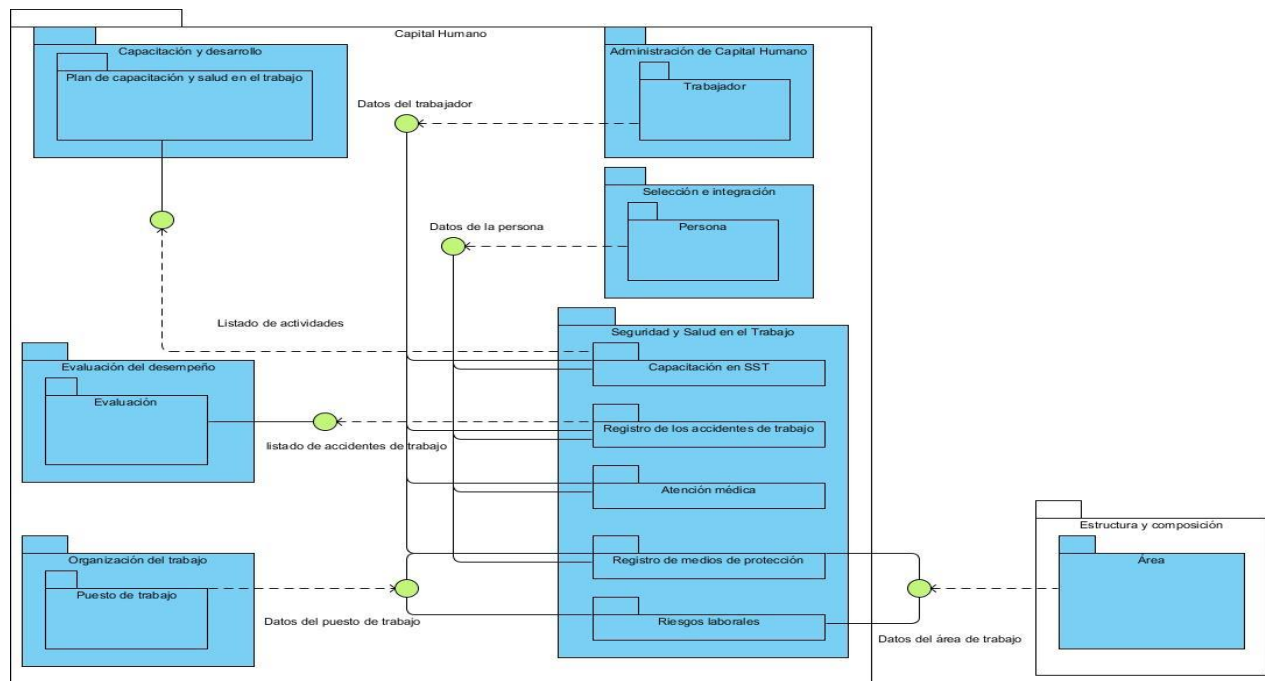 Capital Humano
Capacitación y desarrollo
Plan de capacitación y salud en el trabajo
Administración de Capital Humano
Trabajador
Datos del trabajador
Selección e integración
Persona
Datos de la persona
Listado de actividades
Seguridad y Salud en el Trabajo
Capacitación en SST
Evaluación del desempeño
Evaluación
Registro de los accidentes de trabajo
listado de accidentes de trabajo
Atención médica
Estructura y composición
Área
Organización del trabajo
Puesto de trabajo
Registro de medios de protección
Datos del puesto de trabajo
Riesgos laborales
Datos del área de trabajo